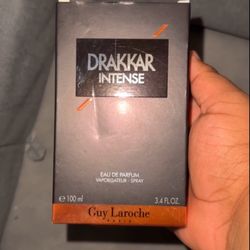 DRAKKAR
INTENSE
EAU DE PARFUM
VAPORISATEUR - SPRAY
℮ 100 ml 3.4 FL.OZ.
Guy Laroche
PARIS